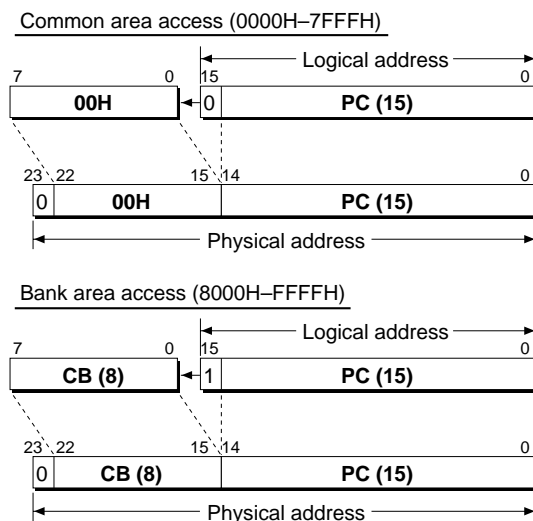 Common area access (0000H–7FFFH)
Logical address
7 0 15 0
00H 0 PC (15)
23 22 15 14 0
0 00H PC (15)
Physical address
Bank area access (8000H–FFFFH)
Logical address
7 0 15 0
CB (8) 1 PC (15)
23 22 15 14 0
0 CB (8) PC (15)
Physical address